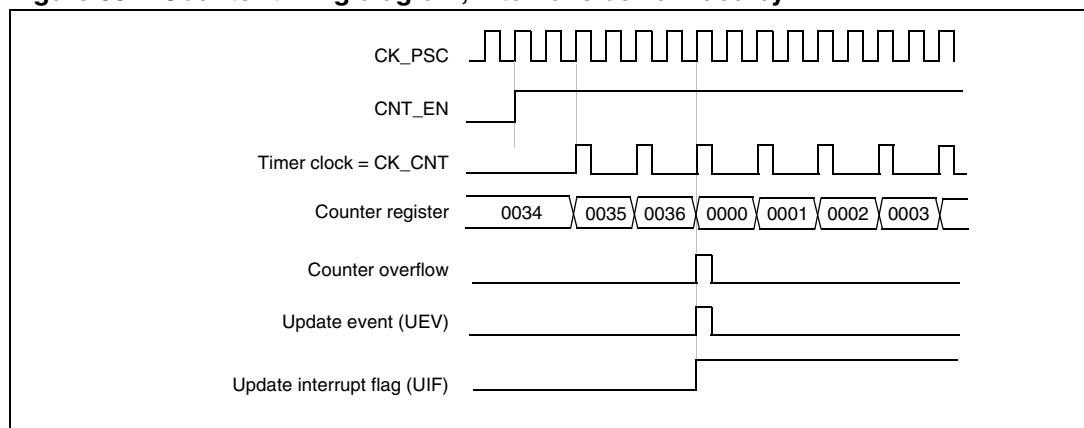 CK_PSC
CNT_EN
Timer clock = CK_CNT
Counter register 0034 0035 0036 0000 0001 0002 0003
Counter overflow
Update event (UEV)
Update interrupt flag (UIF)